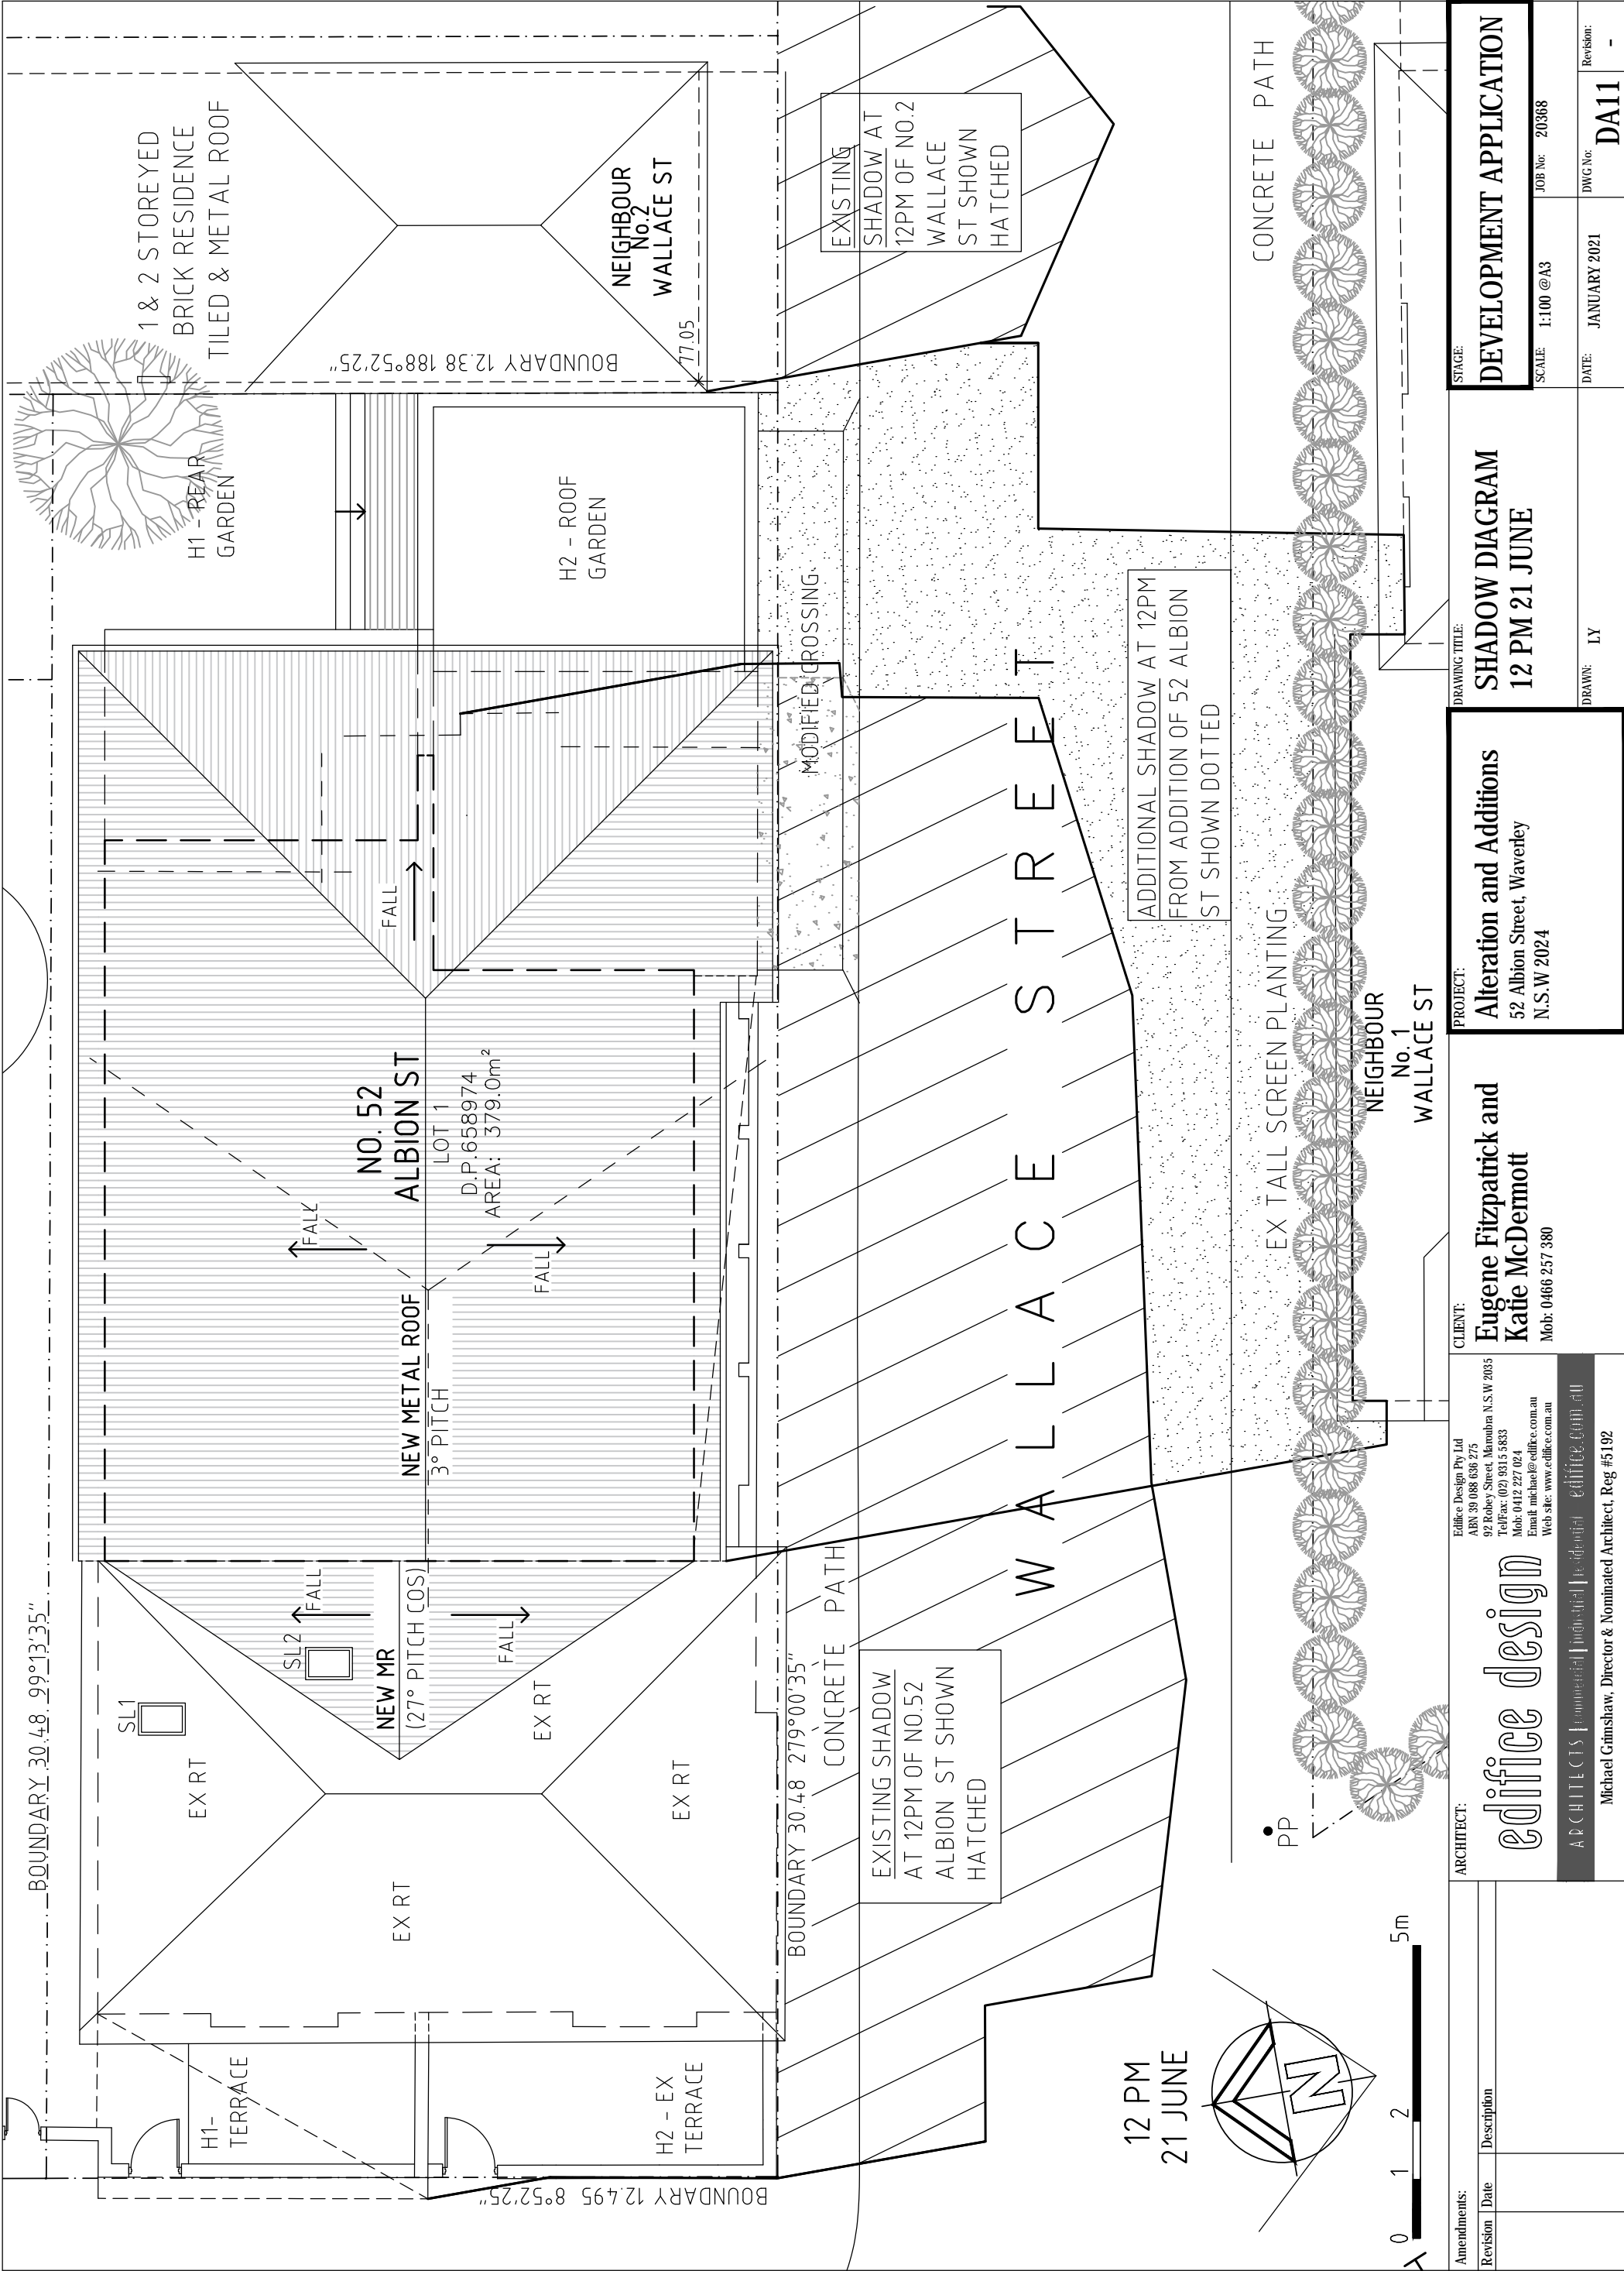 BOUNDARY 30.48 99°13'35"
1 & 2 STOREYED
BRICK RESIDENCE
TILED & METAL ROOF
H1 - REAR
GARDEN
BOUNDARY 12.38 188°52'25"
NEIGHBOUR
No.2
WALLACE ST
77.05
H2 - ROOF
GARDEN
SL1
SL2
EX RT
EX RT
EX RT
EX RT
NEW MR
(27° PITCH COS)
FALL
FALL
NEW METAL ROOF
3° PITCH
FALL
FALL
FALL
NO. 52
ALBION ST
LOT 1
D.P.658974
AREA: 379.0m²
H1-
TERRACE
H2 - EX
TERRACE
BOUNDARY 12.495 8°52'25"
BOUNDARY 30.48 279°00'35"
CONCRETE PATH
MODIFIED CROSSING
EXISTING
SHADOW AT
12PM OF NO.2
WALLACE
ST SHOWN
HATCHED
EXISTING SHADOW
AT 12PM OF NO.52
ALBION ST SHOWN
HATCHED
WALLACE STREET
ADDITIONAL SHADOW AT 12PM
FROM ADDITION OF 52 ALBION
ST SHOWN DOTTED
CONCRETE PATH
EX TALL SCREEN PLANTING
NEIGHBOUR
No. 1
WALLACE ST
PP
12 PM
21 JUNE
N
0 1 2 5m
Amendments:
Revision Date Description
ARCHITECT:
edifice design
Edifice Design Pty Ltd
ABN 39 088 636 275
92 Robey Street, Maroubra N.S.W 2035
Tel/Fax: (02) 9315 5833
Mob: 0412 227 024
Email: michael@edifice.com.au
Web site: www.edifice.com.au
ARCHITECTS | commercial | industrial | residential edifice.com.au
Michael Grimshaw, Director & Nominated Architect, Reg #5192
CLIENT:
Eugene Fitzpatrick and
Katie McDermott
Mob: 0466 257 380
PROJECT:
Alteration and Additions
52 Albion Street, Waverley
N.S.W 2024
DRAWING TITLE:
SHADOW DIAGRAM
12 PM 21 JUNE
DRAWN: LY
STAGE:
DEVELOPMENT APPLICATION
SCALE: 1:100 @A3
JOB No: 20368
DATE: JANUARY 2021
DWG No: DA11
Revision: -